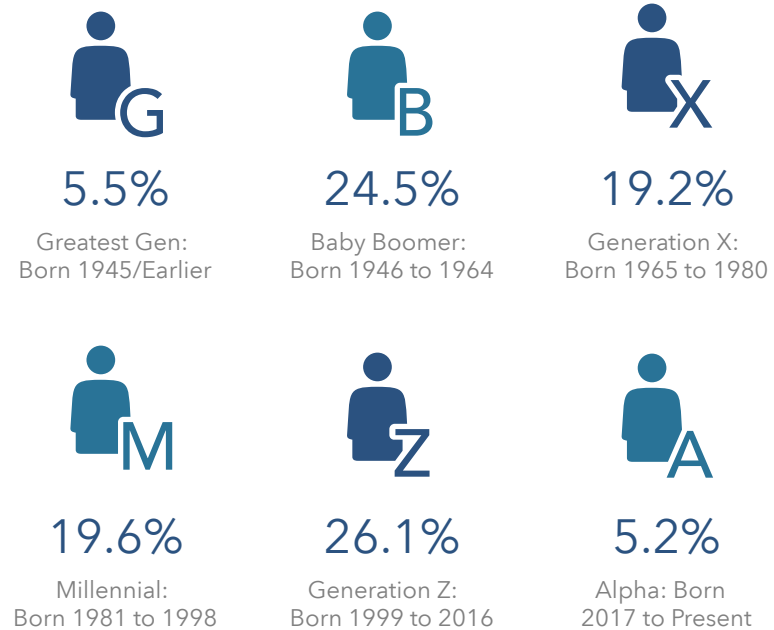 G
B
X
5.5%
24.5%
19.2%
Greatest Gen:
Born 1945/Earlier
Baby Boomer:
Born 1946 to 1964
Generation X:
Born 1965 to 1980
M
Z
A
19.6%
26.1%
5.2%
Millennial:
Born 1981 to 1998
Generation Z:
Born 1999 to 2016
Alpha: Born
2017 to Present